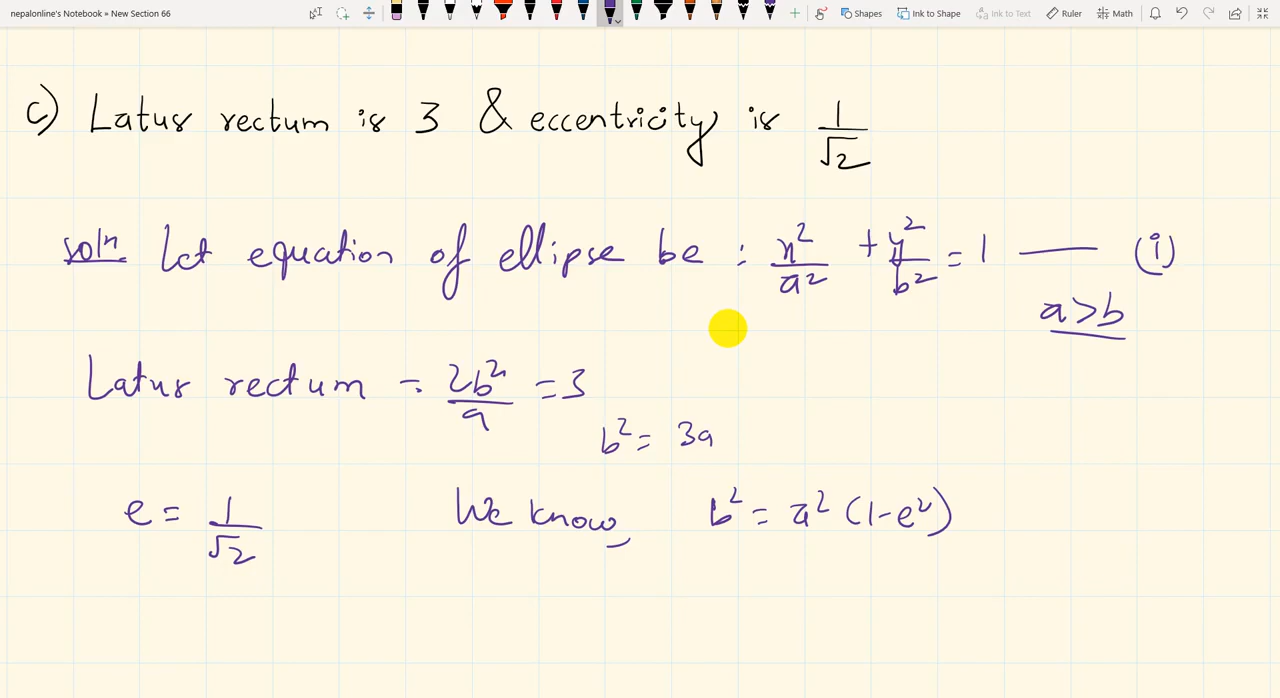 nepalonline's Notebook » New Section 66 Shapes Ink to Shape Ink to Text Ruler Math
c) Latus rectum is 3 & eccentricity is 1/√2
soln Let equation of ellipse be : x²/a² + y²/b² = 1 —— (i)
a>b
Latus rectum = 2b²/a = 3
b² = 3a
e = 1/√2 We know, b² = a² (1-e²)